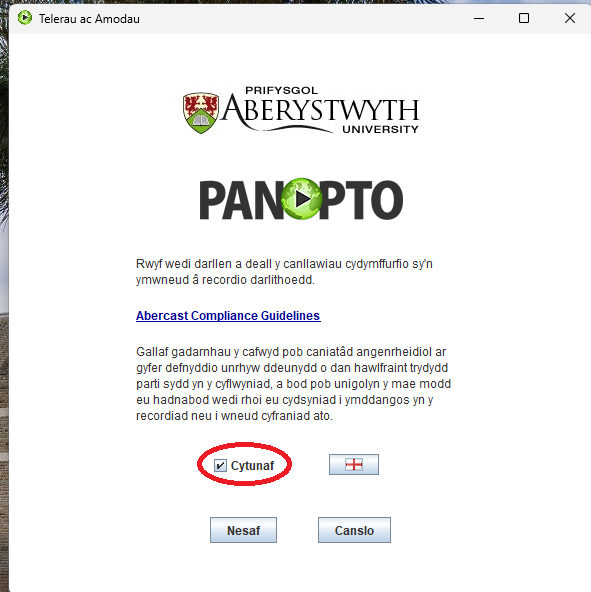 Telerau ac Amodau
PRIFYSGOL
ABERYSTWYTH
UNIVERSITY
PANOPTO
Rwyf wedi darllen a deall y canllawiau cydymffurfio sy'n
ymwneud â recordio darlithoedd.
Abercast Compliance Guidelines
Gallaf gadarnhau y cafwyd pob caniatâd angenrheidiol ar
gyfer defnyddio unrhyw ddeunydd o dan hawlfraint trydydd
parti sydd yn y cyflwyniad, a bod pob unigolyn y mae modd
eu hadnabod wedi rhoi eu cydsyniad i ymddangos yn y
recordiad neu i wneud cyfraniad ato.
Cytunaf
Nesaf Canslo